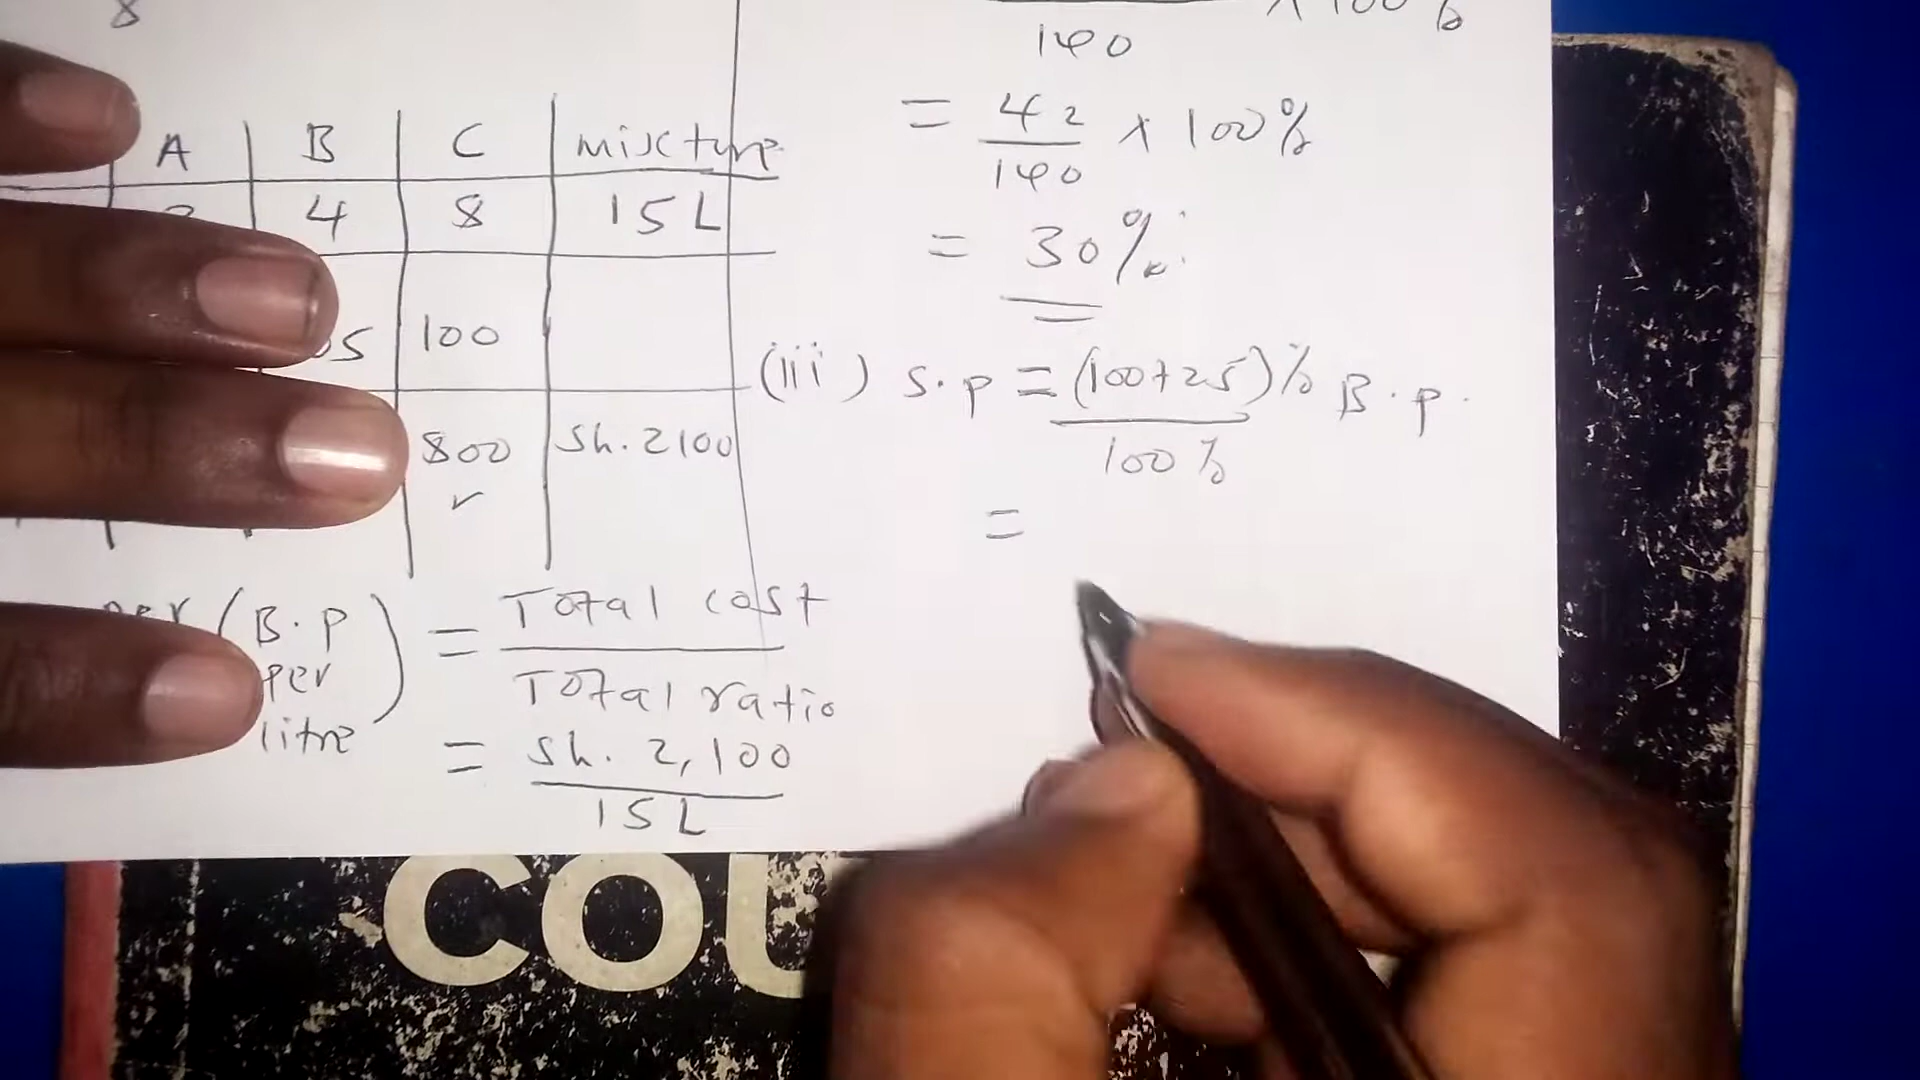 8
A B C mixture
4 8 15L
100
800 Sh. 2100
(B.p per litre) = Total cost
Total ratio
= Sh. 2,100
15L
140
= 42 x 100%
140
= 30%
(iii) S.p = (100+25)% B.p.
100%
=
COU